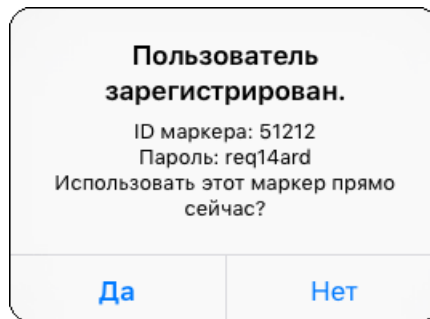 Пользователь
зарегистрирован.
ID маркера: 51212
Пароль: req14ard
Использовать этот маркер прямо
сейчас?
Да
Нет